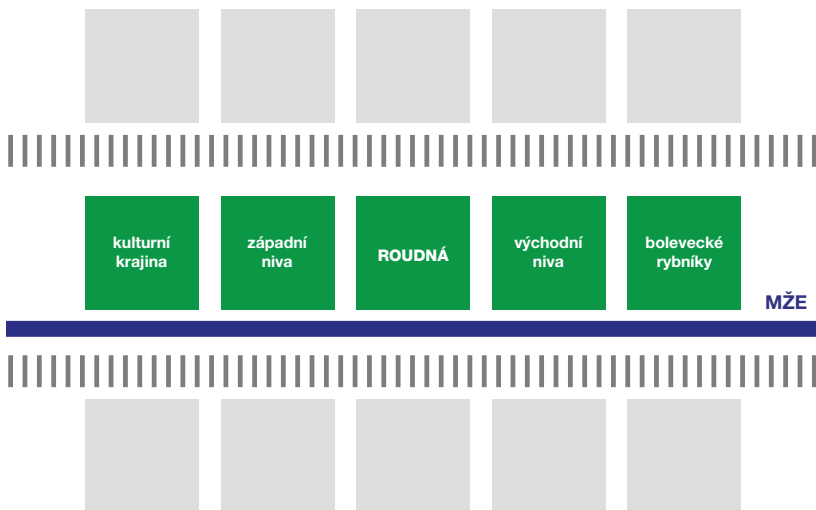 kulturní
krajina
západní
niva
ROUDNÁ
východní
niva
bolevecké
rybníky
MŽE